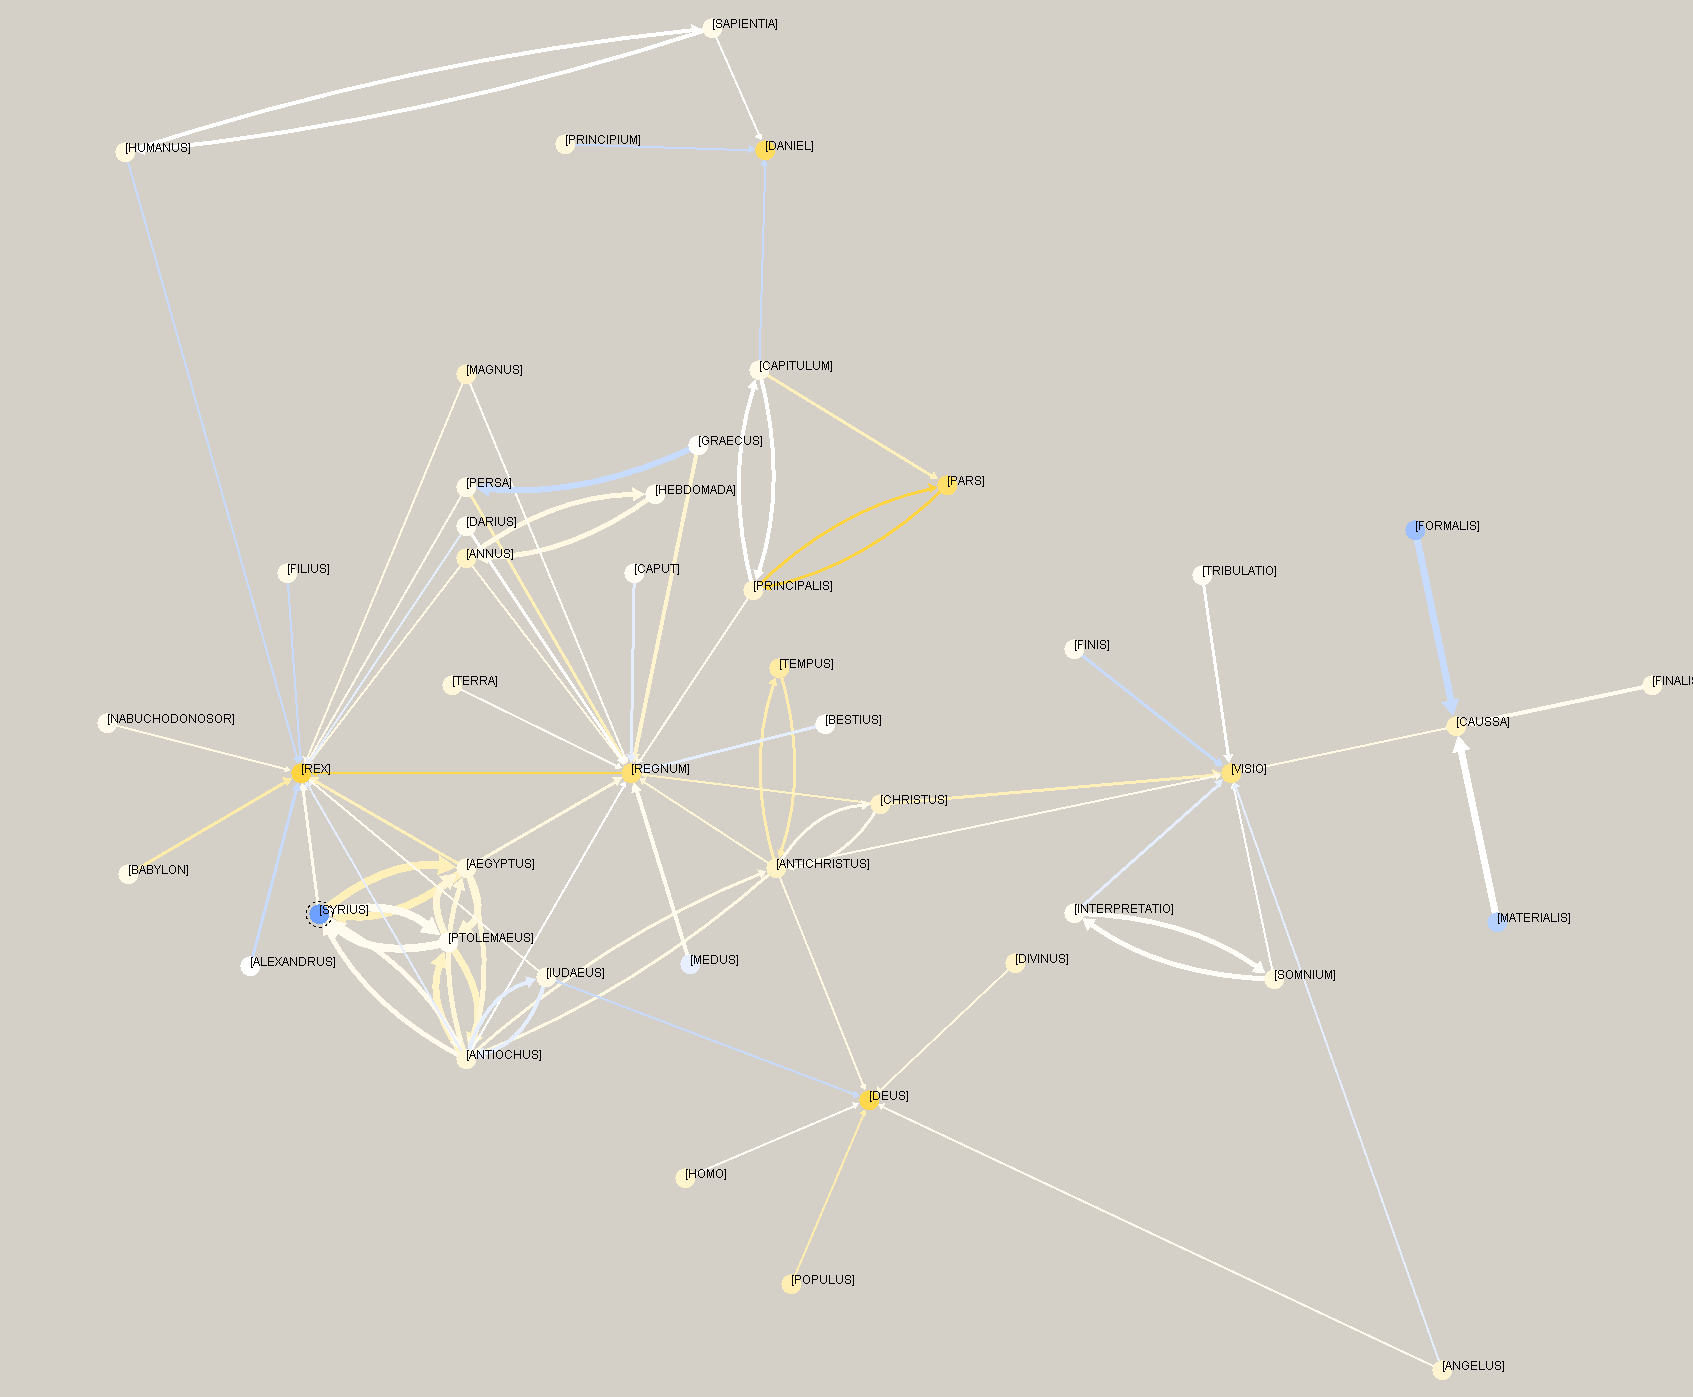 [SAPIENTIA]
[PRINCIPIUM]
[DANIEL]
[HUMANUS]
[CAPITULUM]
[MAGNUS]
[GRAECUS]
[PERSA]
[HEBDOMADA]
[PARS]
[DARIUS]
[FORMALIS]
[ANNUS]
[FILIUS]
[CAPUT]
[TRIBULATIO]
[PRINCIPALIS]
[FINIS]
[TEMPUS]
[TERRA]
[FINALIS
[NABUCHODONOSOR]
[BESTIUS]
[CAUSSA]
[REX]
[REGNUM]
[VISIO]
[CHRISTUS]
[AEGYPTUS]
[ANTICHRISTUS]
[BABYLON]
[SYRIUS]
[INTERPRETATIO]
[MATERIALIS]
[PTOLEMAEUS]
[ALEXANDRUS]
[MEDUS]
[DIVINUS]
[IUDAEUS]
[SOMNIUM]
[ANTIOCHUS]
[DEUS]
[HOMO]
[POPULUS]
[ANGELUS]